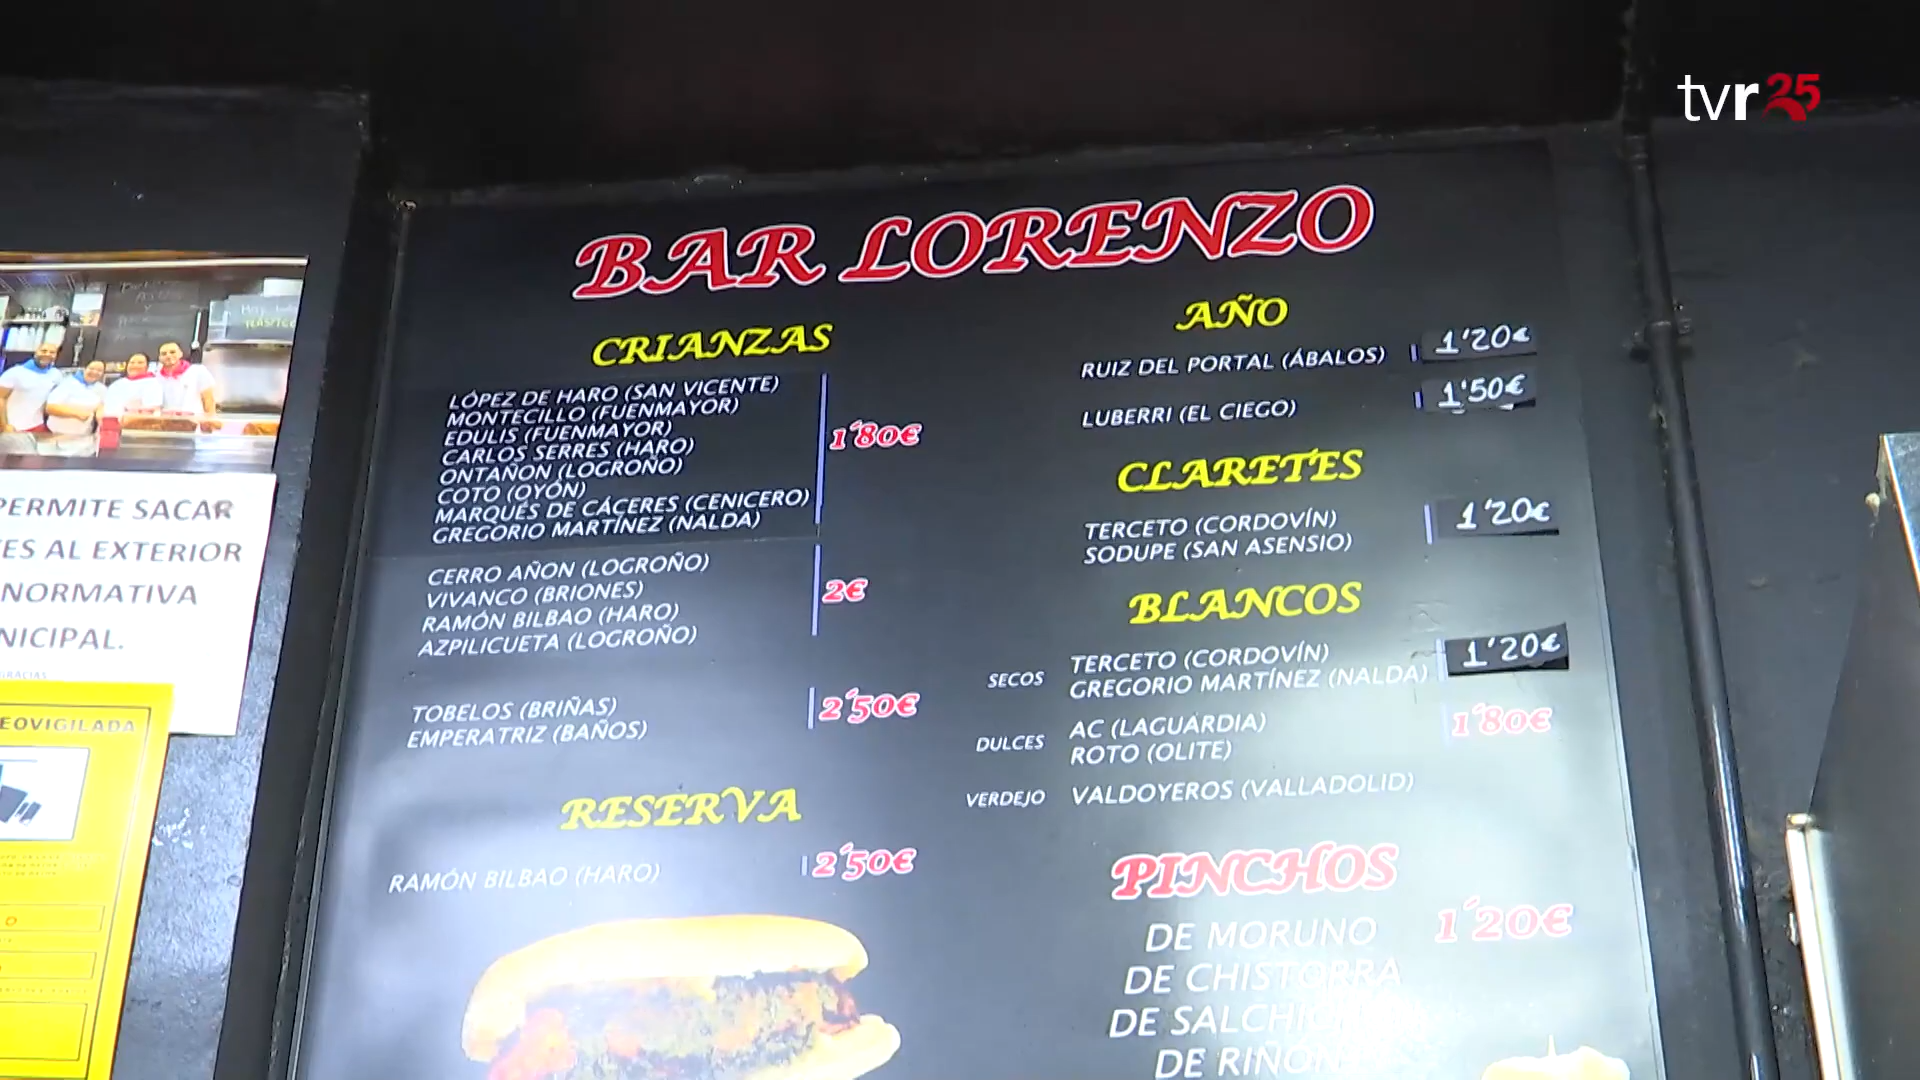 tvr25
BAR LORENZO
CRIANZAS
LÓPEZ DE HARO (SAN VICENTE)
MONTECILLO (FUENMAYOR)
EDULIS (FUENMAYOR)
CARLOS SERRES (HARO)
ONTAÑON (LOGROÑO)
COTO (OYÓN)
MARQUÉS DE CÁCERES (CENICERO)
GREGORIO MARTÍNEZ (NALDA)
1´80€
CERRO AÑON (LOGROÑO)
VIVANCO (BRIONES)
RAMÓN BILBAO (HARO)
AZPILICUETA (LOGROÑO)
2€
TOBELOS (BRIÑAS)
EMPERATRIZ (BAÑOS)
2´50€
RESERVA
RAMÓN BILBAO (HARO) 2´50€
AÑO
RUIZ DEL PORTAL (ÁBALOS) 1'20€
LUBERRI (EL CIEGO) 1'50€
CLARETES
TERCETO (CORDOVÍN) 1'20€
SODUPE (SAN ASENSIO)
BLANCOS
SECOS
TERCETO (CORDOVÍN) 1'20€
GREGORIO MARTÍNEZ (NALDA)
DULCES
AC (LAGUARDIA) 1´80€
ROTO (OLITE)
VERDEJO VALDOYEROS (VALLADOLID)
PINCHOS
DE MORUNO 1´20€
DE CHISTORRA
DE
DE
PERMITE SACAR
AL EXTERIOR
NORMATIVA
GRACIAS